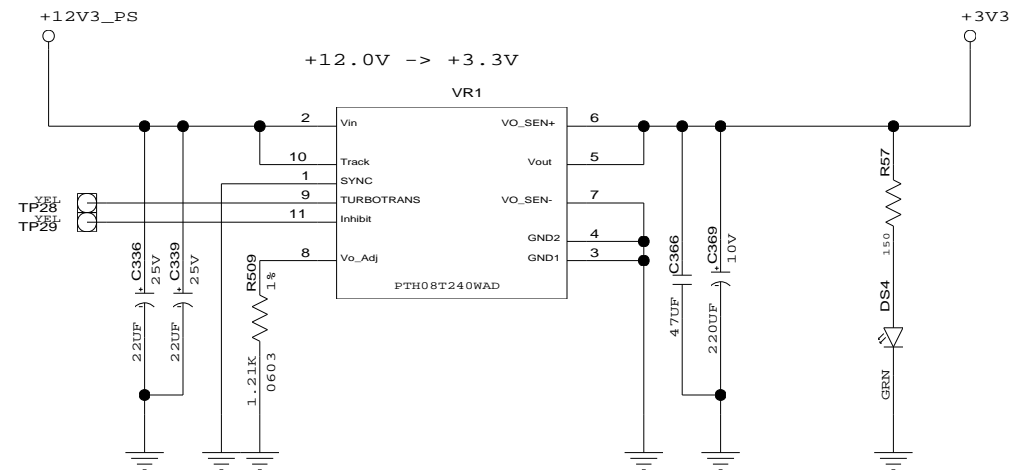 +12V3_PS
+3V3
+12.0V -> +3.3V
VR1
2
Vin
VO_SEN+
6
10
Track
Vout
5
1
SYNC
9
TURBOTRANS
VO_SEN-
7
11
Inhibit
YEL
TP28
YEL
TP29
GND2
4
8
Vo_Adj
GND1
3
PTH08T240WAD
C336
25V
22UF
C339
25V
22UF
R509
1%
1.21K
0603
C366
47UF
C369
10V
220UF
R57
150
DS4
GRN